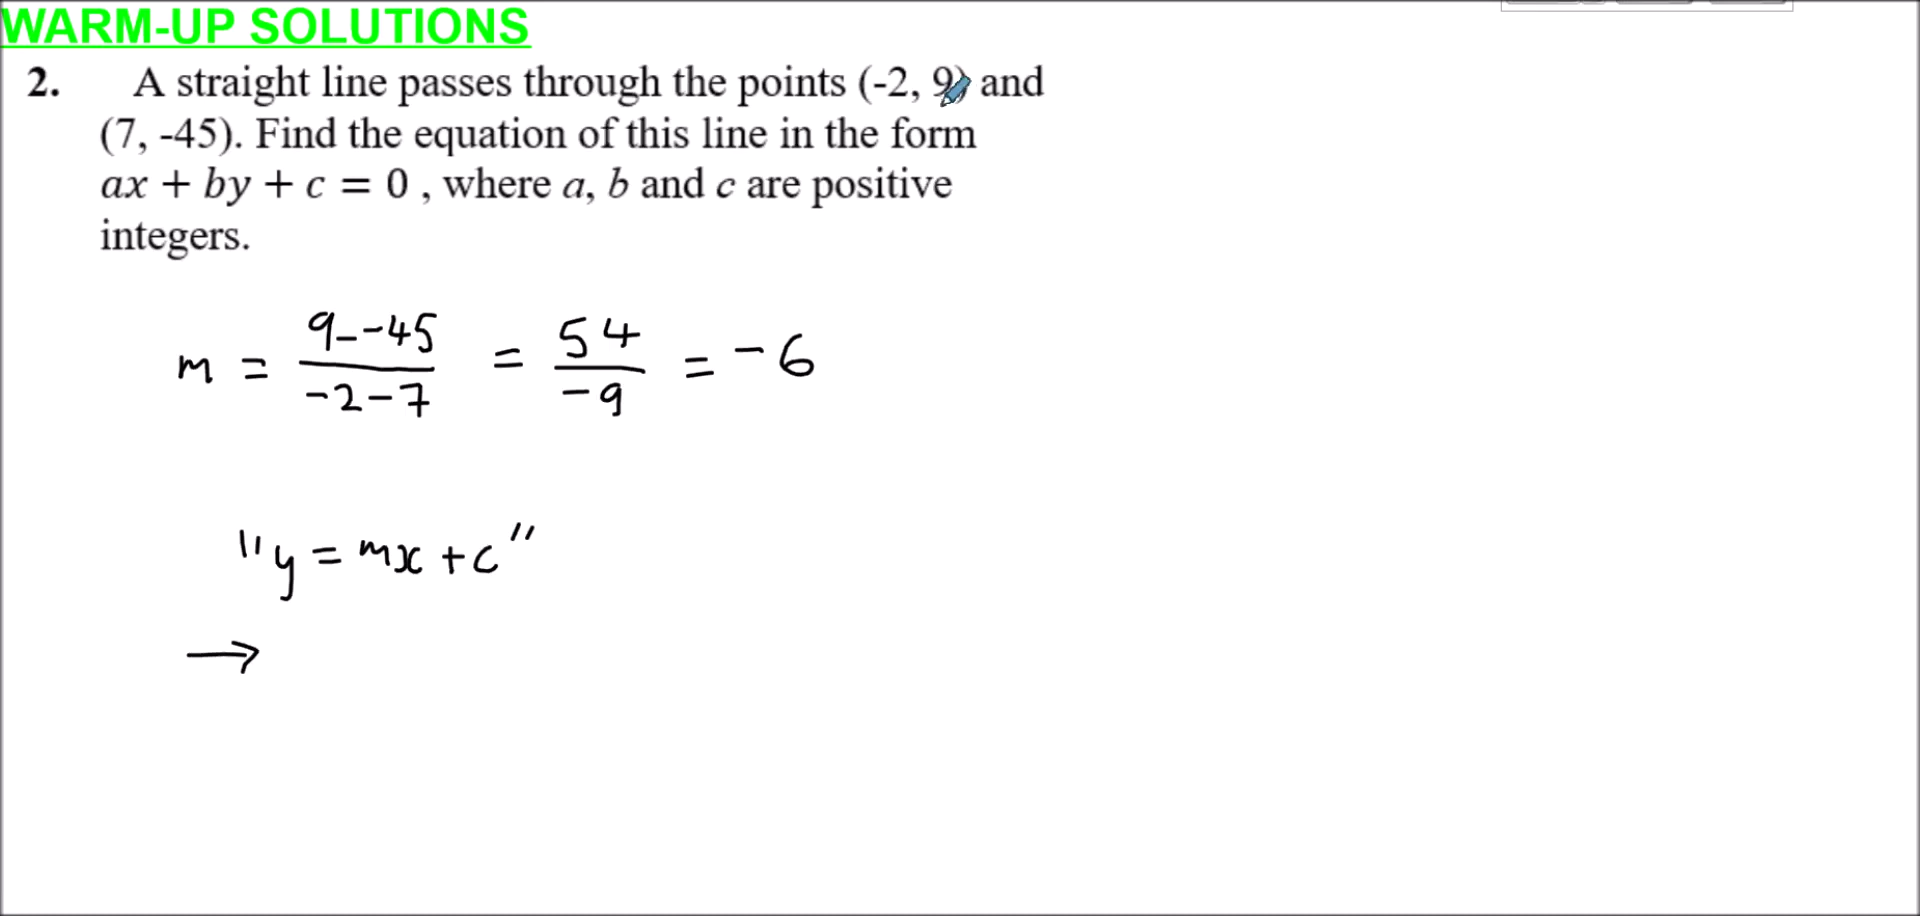 WARM-UP SOLUTIONS
2. A straight line passes through the points (-2, 9) and
(7, -45). Find the equation of this line in the form
ax + by + c = 0 , where a, b and c are positive
integers.
m = 9--45/-2-7 = 54/-9 = -6
"y = mx + c"
→